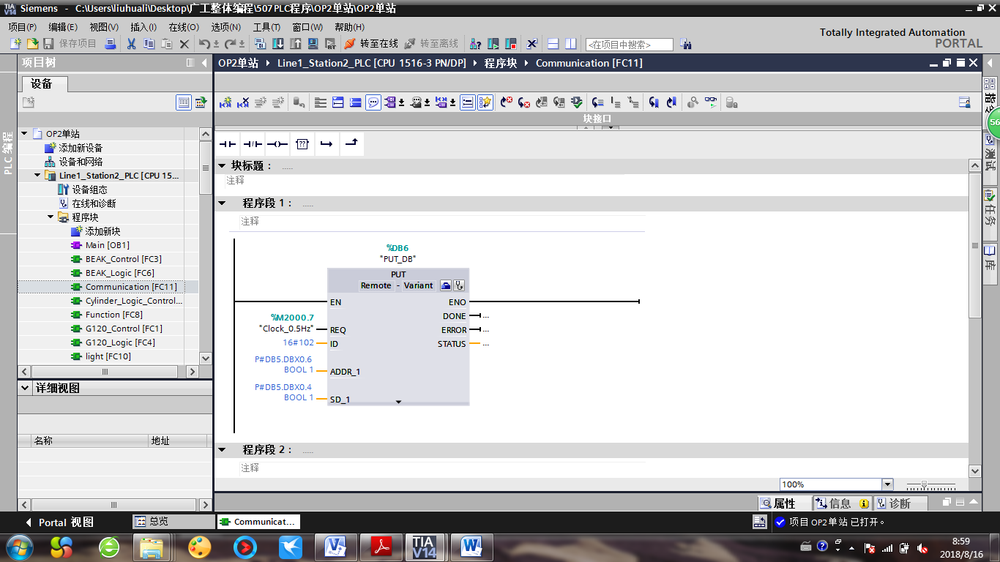 TIA V14 Siemens - C:\Users\liuhuali\Desktop\广工整体编程\507PLC程序\OP2单站\OP2单站
项目(P) 编辑(E) 视图(V) 插入(I) 在线(O) 选项(N) 工具(T) 窗口(W) 帮助(H)
Totally Integrated Automation
PORTAL
保存项目 转至在线 转至离线 <在项目中搜索>
项目树
OP2单站 Line1_Station2_PLC [CPU 1516-3 PN/DP] 程序块 Communication [FC11]
设备
PLC 编程
块接口
OP2单站
添加新设备
设备和网络
Line1_Station2_PLC [CPU 15...
设备组态
在线和诊断
程序块
添加新块
Main [OB1]
BEAK_Control [FC3]
BEAK_Logic [FC6]
Communication [FC11]
Cylinder_Logic_Control...
Function [FC8]
G120_Control [FC1]
G120_Logic [FC4]
light [FC10]
详细视图
名称 地址
??
块标题： .....
注释
程序段 1： .....
注释
%DB6
"PUT_DB"
PUT
Remote - Variant
EN ENO
DONE ...
%M2000.7
"Clock_0.5Hz" REQ ERROR ...
16#102 ID STATUS ...
P#DB5.DBX0.6
BOOL 1 ADDR_1
P#DB5.DBX0.4
BOOL 1 SD_1
程序段 2： .....
注释
100%
56
测试
任务
库
属性 信息 诊断
Portal 视图 总览 Communicat... 项目 OP2单站 已打开。
TIA V14
8:59
2018/8/16